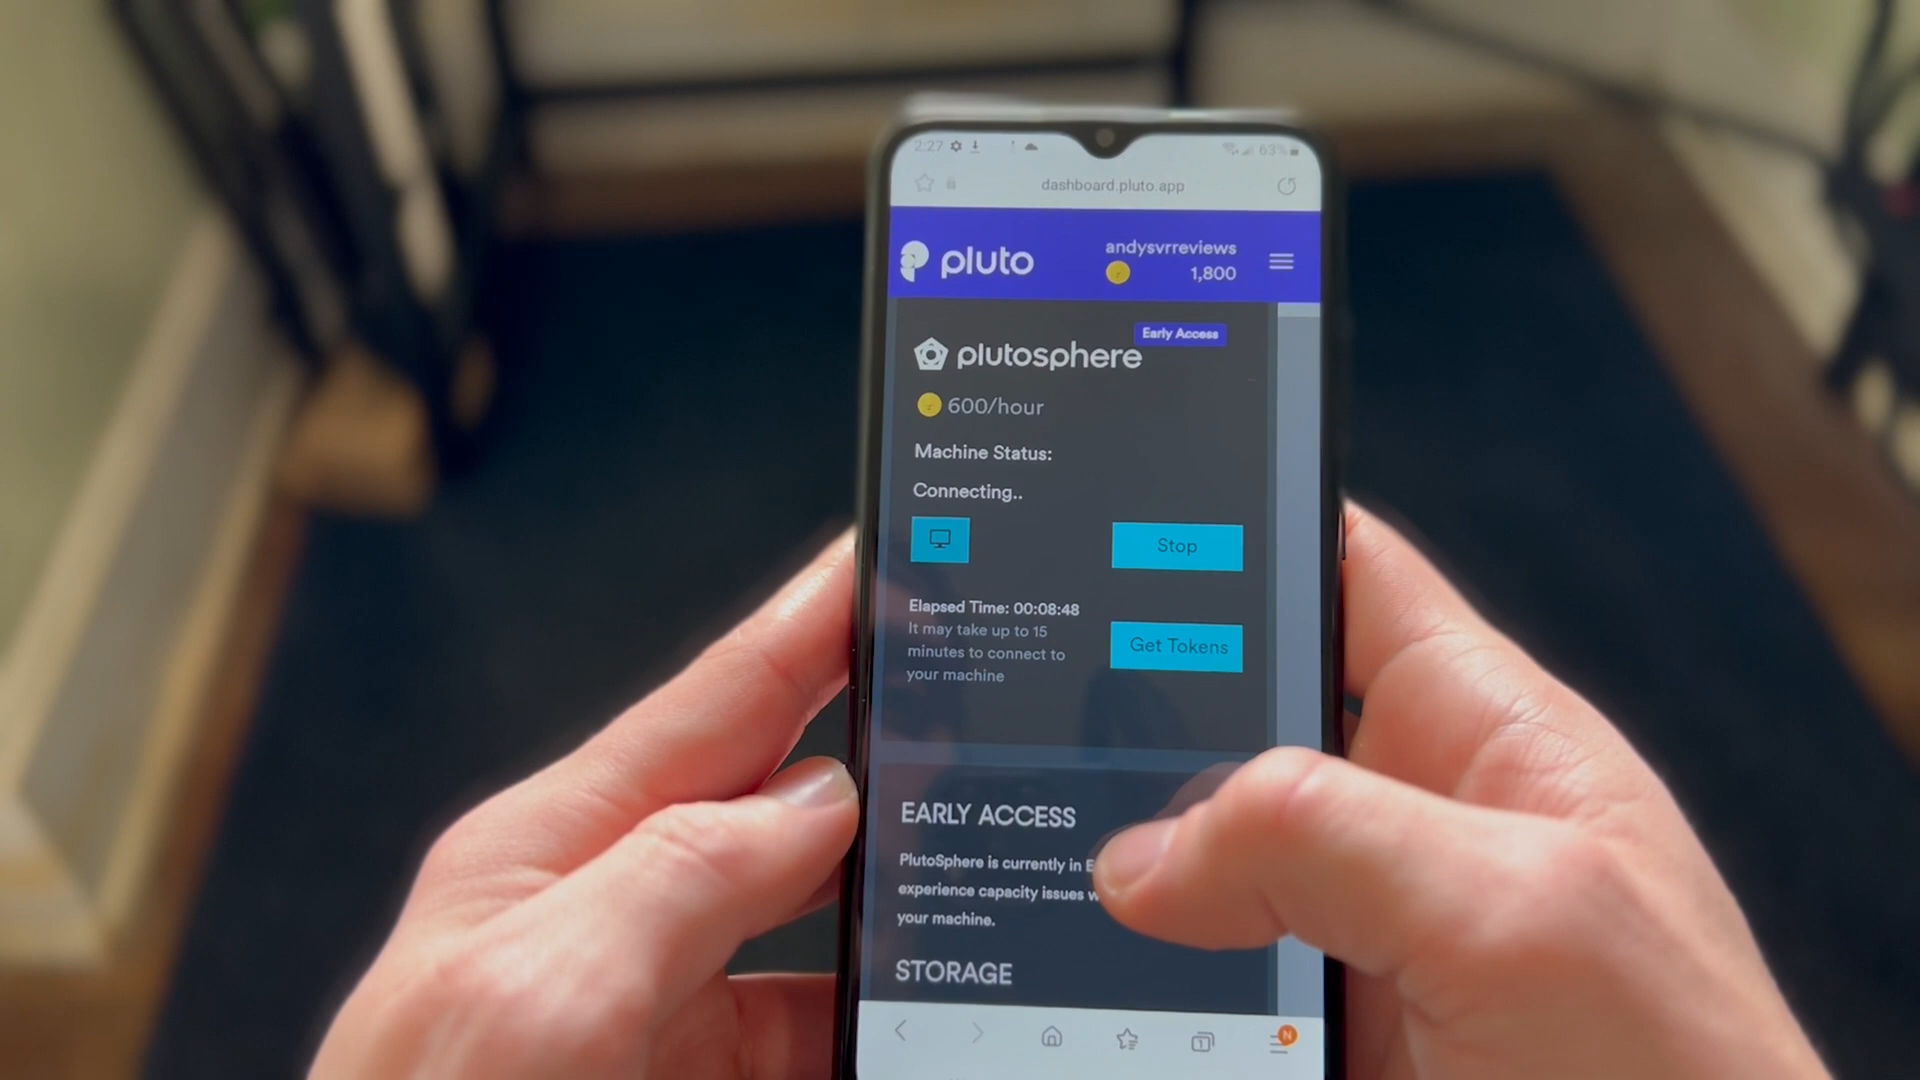 2:27
63%
dashboard.pluto.app
pluto
andysvrreviews
1,800
Early Access
plutosphere
600/hour
Machine Status:
Connecting..
Stop
Elapsed Time: 00:08:48
It may take up to 15
minutes to connect to
your machine
Get Tokens
EARLY ACCESS
PlutoSphere is currently in E
experience capacity issues w
your machine.
STORAGE
1
N